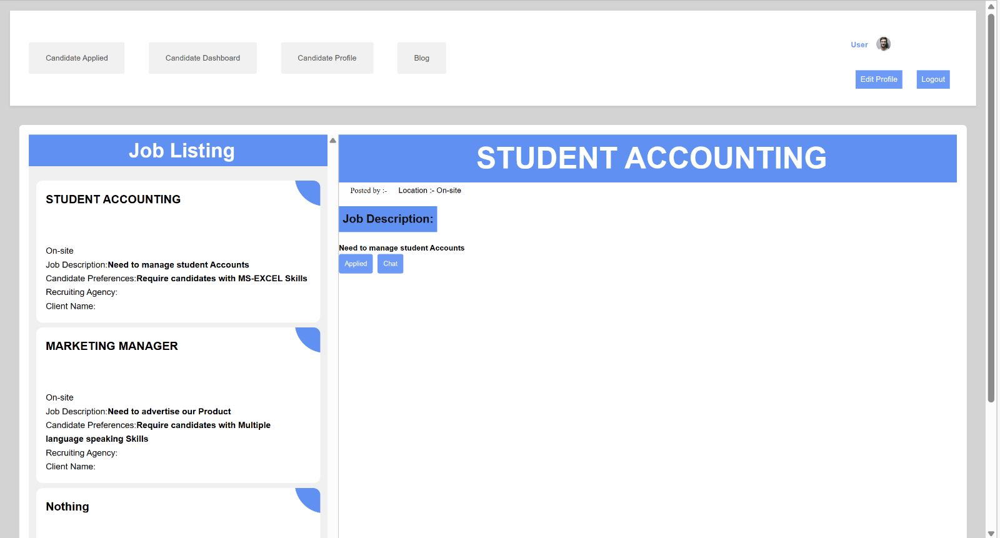 Candidate Applied
Candidate Dashboard
Candidate Profile
Blog
User
Edit Profile
Logout
Job Listing
STUDENT ACCOUNTING
On-site
Job Description:Need to manage student Accounts
Candidate Preferences:Require candidates with MS-EXCEL Skills
Recruiting Agency:
Client Name:
MARKETING MANAGER
On-site
Job Description:Need to advertise our Product
Candidate Preferences:Require candidates with Multiple
language speaking Skills
Recruiting Agency:
Client Name:
Nothing
STUDENT ACCOUNTING
Posted by :- Location :- On-site
Job Description:
Need to manage student Accounts
Applied
Chat